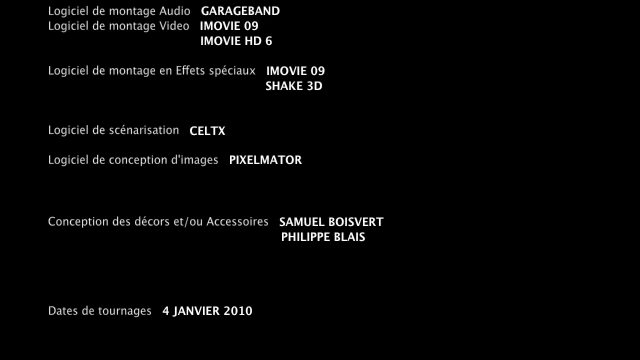 Logiciel de montage Audio GARAGEBAND
Logiciel de montage Video IMOVIE 09
IMOVIE HD 6
Logiciel de montage en Effets spéciaux IMOVIE 09
SHAKE 3D
Logiciel de scénarisation CELTX
Logiciel de conception d'images PIXELMATOR
Conception des décors et/ou Accessoires SAMUEL BOISVERT
PHILIPPE BLAIS
Dates de tournages 4 JANVIER 2010